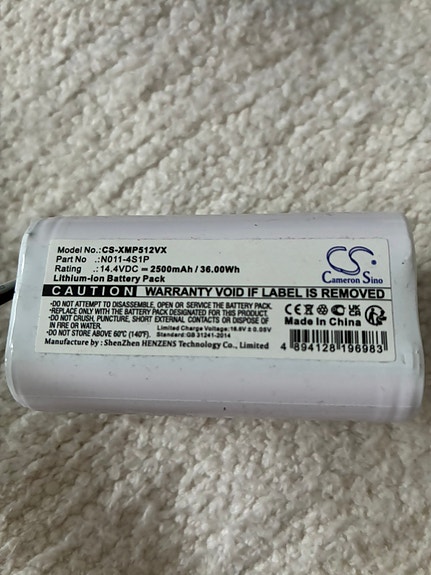 Model No.:CS-XMP512VX
Part No .:N011-4S1P
Rating .:14.4VDC⎓2500mAh/36.00Wh
Lithium-Ion Battery Pack
CS
Cameron Sino
CAUTION! WARRANTY VOID IF LABEL IS REMOVED
•DO NOT ATTEMPT TO DISASSEMBLE, OPEN OR SERVICE THE BATTERY PACK.
•REPLACE ONLY WITH THE BATTERY PACK DESIGNATED FOR THIS PRODUCT.
•DO NOT CRUSH, PUNCTURE, SHORT EXTERNAL CONTACTS OR DISPOSE OF
IN FIRE OR WATER.
•DO NOT STORE ABOVE 60℃ (140℉).
Limited Charge Voltage:16.8V±0.05V
Standard:GB 31241-2014
Manufacture by:ShenZhen HENZENS Technology Co., Limited
CE
Made In China
4 894128 196983